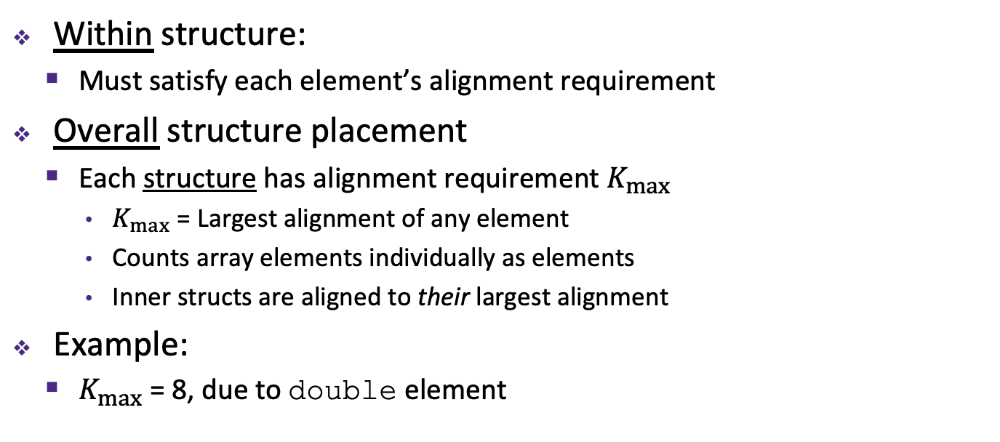 ❖ Within structure:
▪ Must satisfy each element’s alignment requirement
❖ Overall structure placement
▪ Each structure has alignment requirement Kmax
• Kmax = Largest alignment of any element
• Counts array elements individually as elements
• Inner structs are aligned to their largest alignment
❖ Example:
▪ Kmax = 8, due to double element